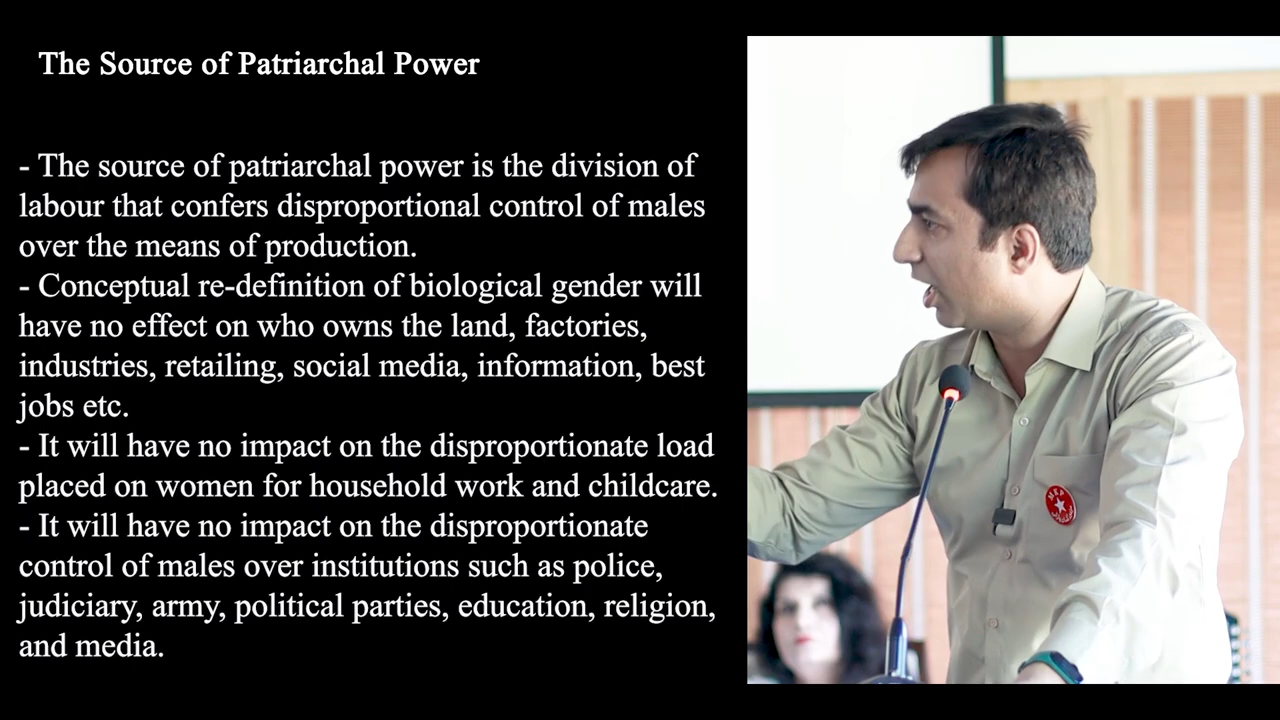 The Source of Patriarchal Power
- The source of patriarchal power is the division of
labour that confers disproportional control of males
over the means of production.
- Conceptual re-definition of biological gender will
have no effect on who owns the land, factories,
industries, retailing, social media, information, best
jobs etc.
- It will have no impact on the disproportionate load
placed on women for household work and childcare.
- It will have no impact on the disproportionate
control of males over institutions such as police,
judiciary, army, political parties, education, religion,
and media.